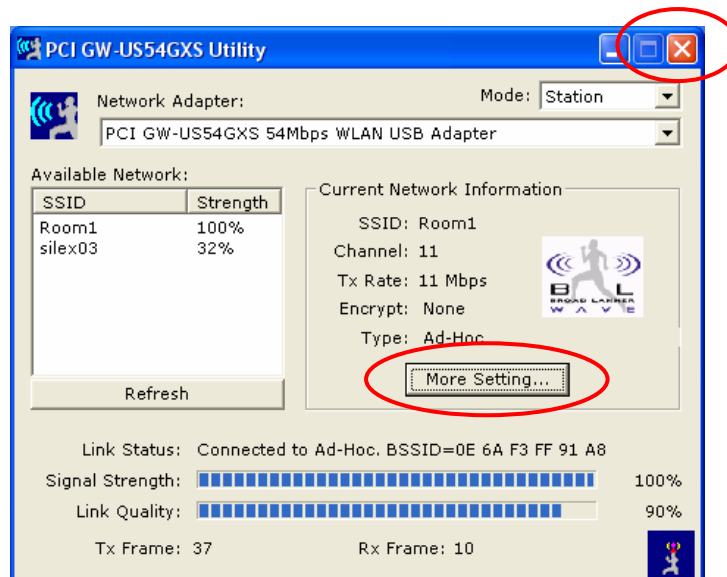 PCI GW-US54GXS Utility
Network Adapter:
Mode: Station
PCI GW-US54GXS 54Mbps WLAN USB Adapter
Available Network:
SSID Strength
Room1 100%
silex03 32%
Refresh
Current Network Information
SSID: Room1
Channel: 11
Tx Rate: 11 Mbps
Encrypt: None
Type: Ad-Hoc
B L
BROAD LANNER
W A V E
More Setting...
Link Status: Connected to Ad-Hoc. BSSID=0E 6A F3 FF 91 A8
Signal Strength: 100%
Link Quality: 90%
Tx Frame: 37 Rx Frame: 10